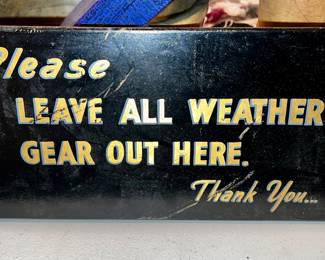 Please
LEAVE ALL WEATHER
GEAR OUT HERE.
Thank You...